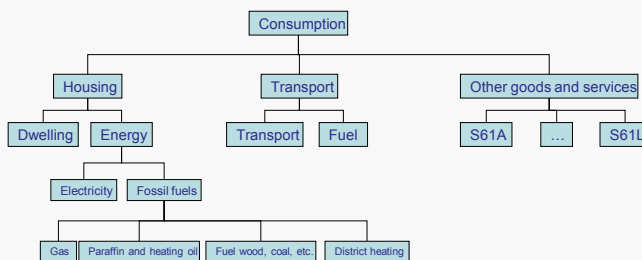 Consumption
Housing
Transport
Other goods and services
Dwelling
Energy
Transport
Fuel
S61A
...
S61L
Electricity
Fossil fuels
Gas
Paraffin and heating oil
Fuel wood, coal, etc.
District heating